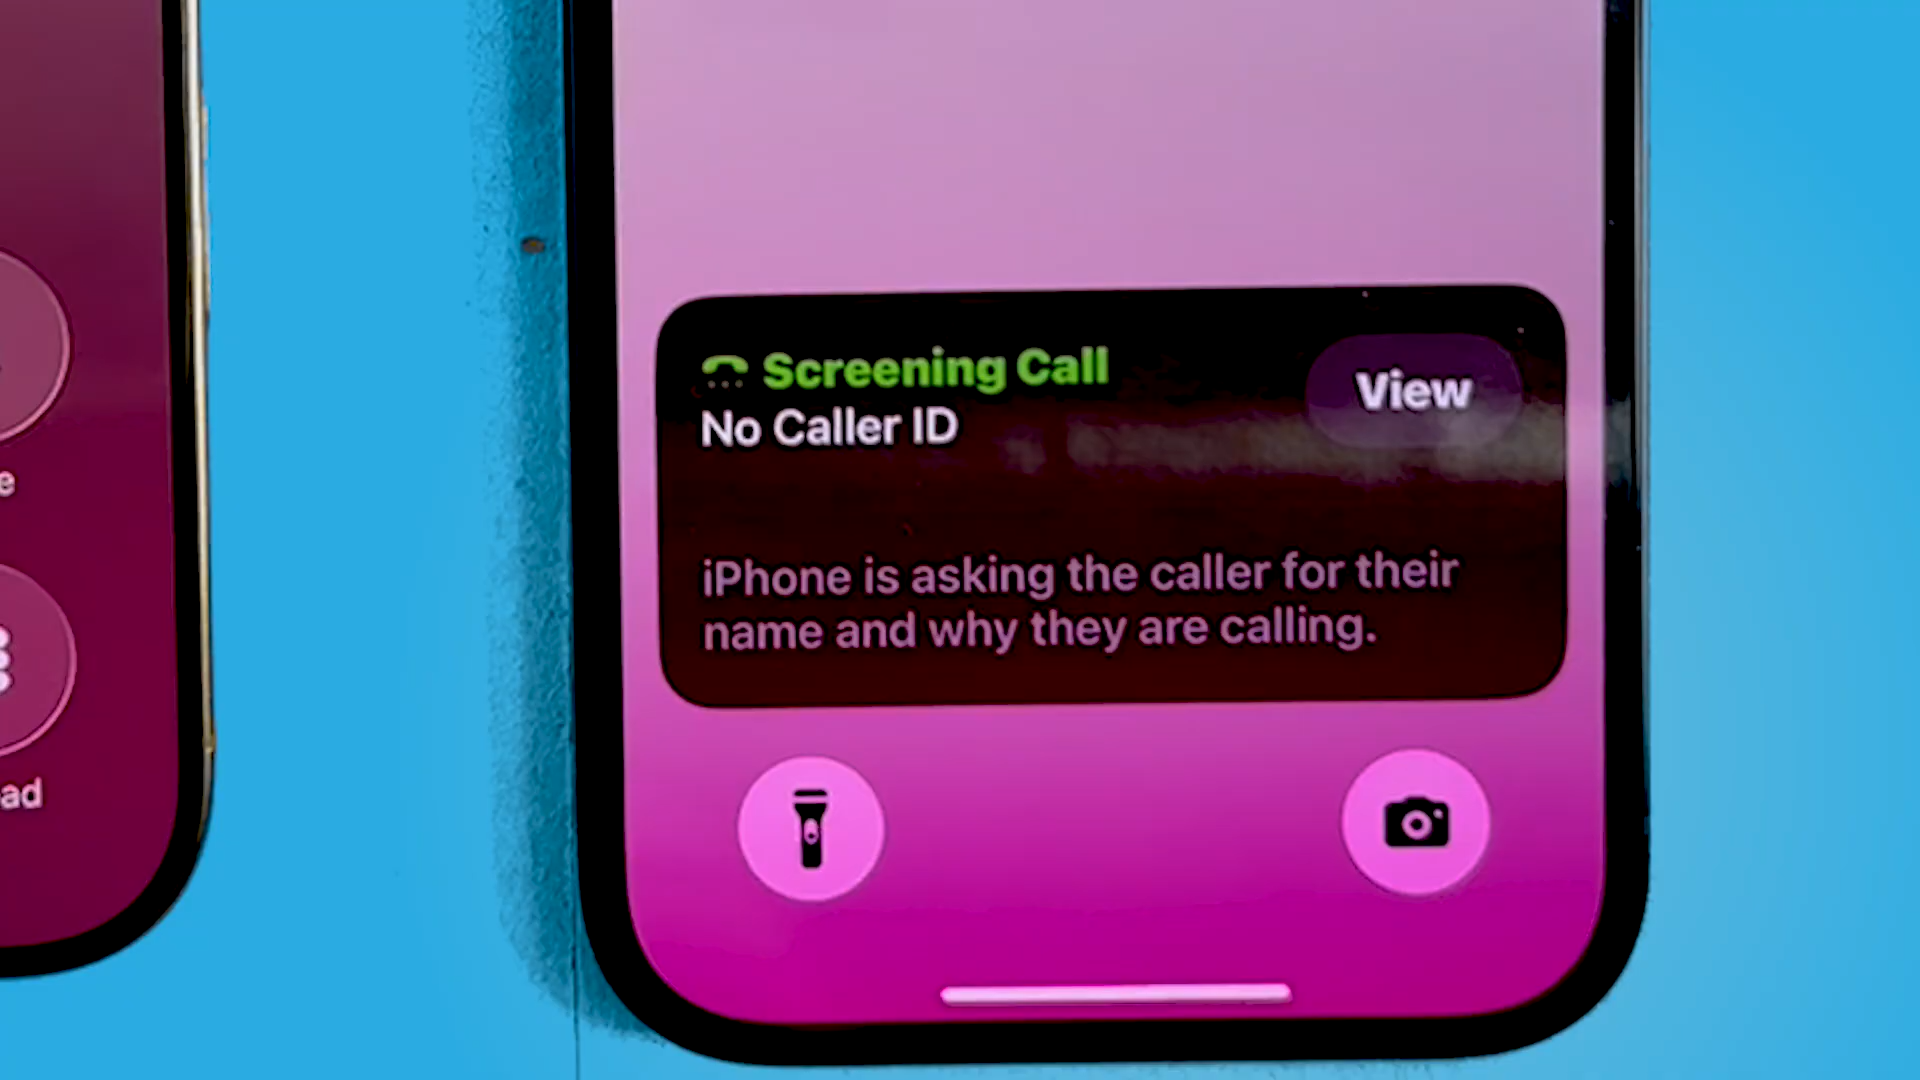 Screening Call
View
No Caller ID
iPhone is asking the caller for their
name and why they are calling.
e
ad